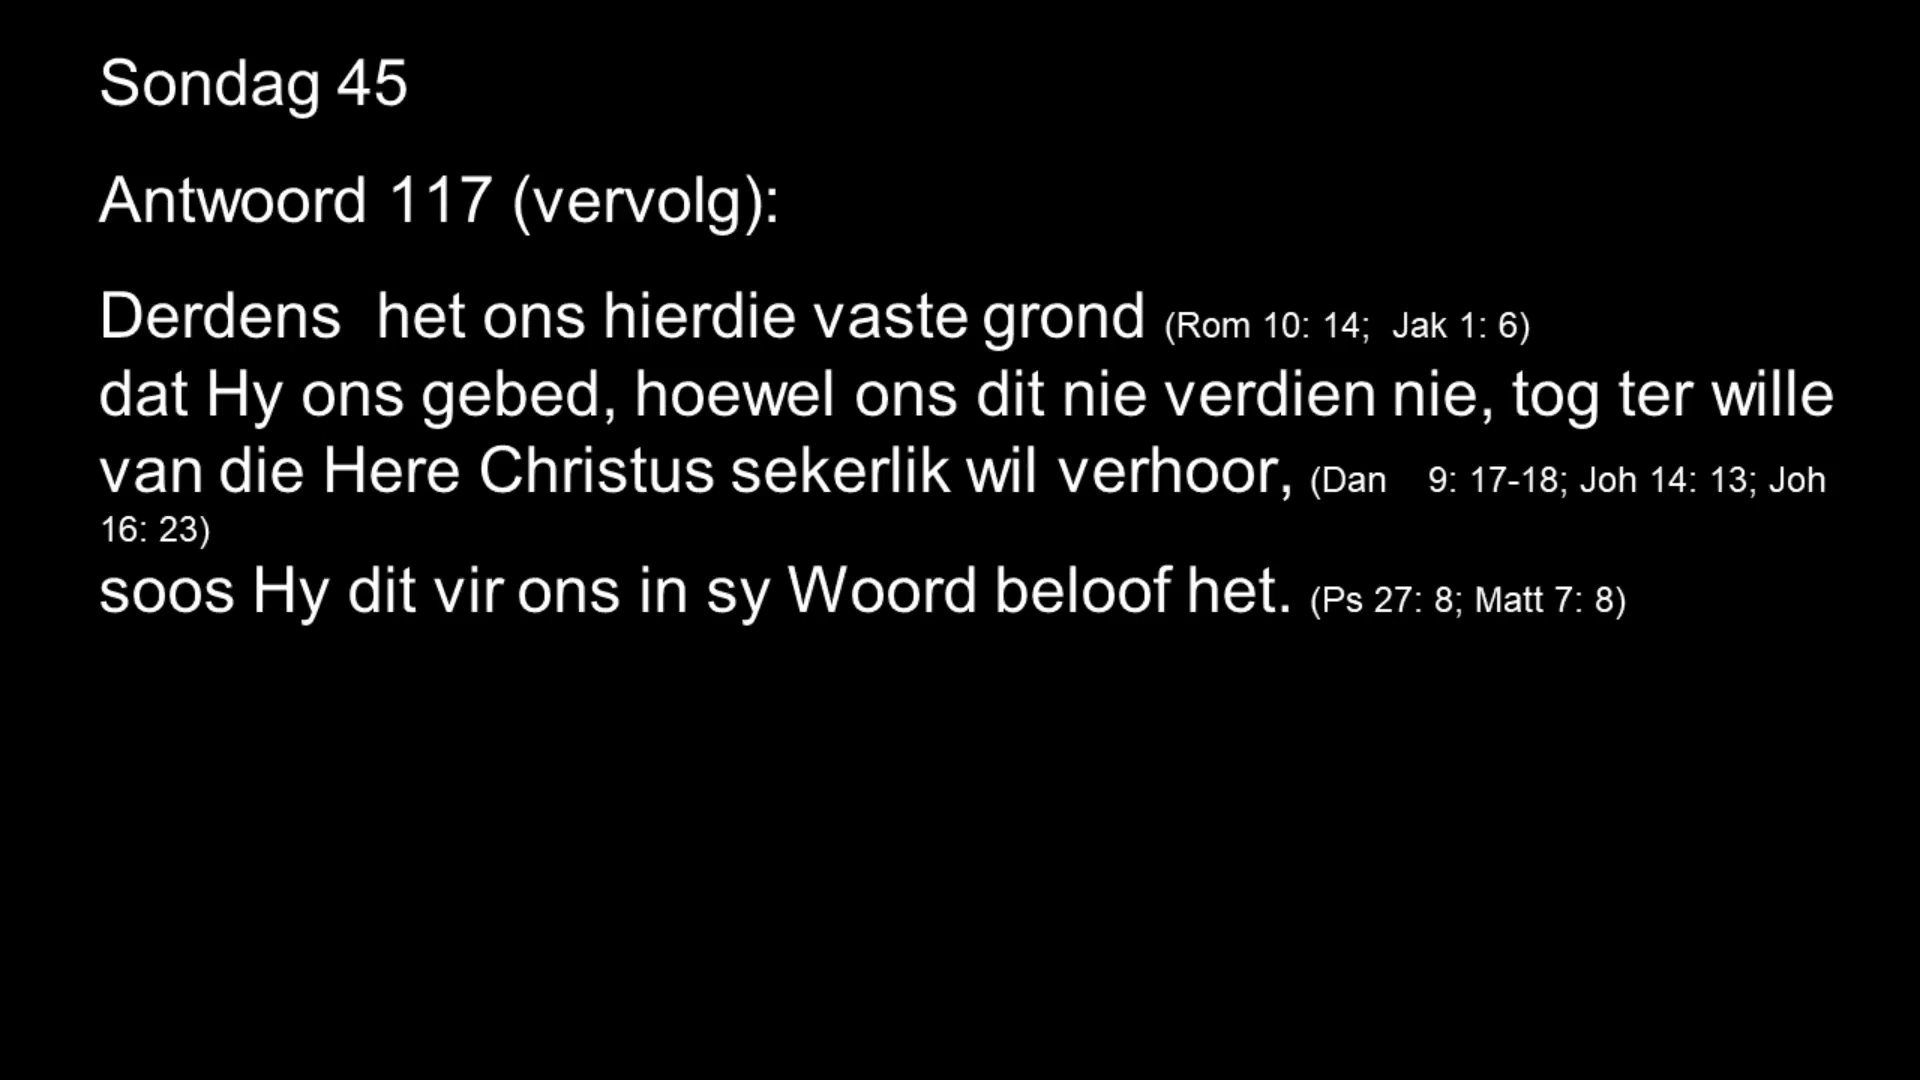 Sondag 45
Antwoord 117 (vervolg):
Derdens  het ons hierdie vaste grond (Rom 10: 14;  Jak 1: 6)
dat Hy ons gebed, hoewel ons dit nie verdien nie, tog ter wille
van die Here Christus sekerlik wil verhoor, (Dan    9: 17-18; Joh 14: 13; Joh
16: 23)
soos Hy dit vir ons in sy Woord beloof het. (Ps 27: 8; Matt 7: 8)